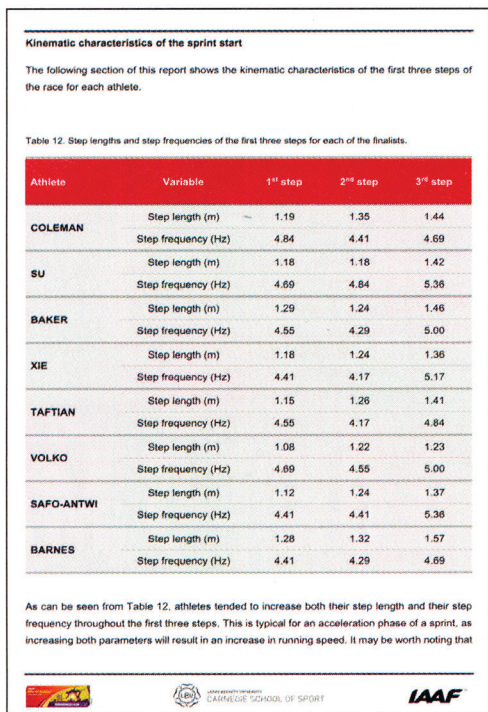 Kinematic characteristics of the sprint start
The following section of this report shows the kinematic characteristics of the first three steps of
the race for each athlete.
Table 12. Step lengths and step frequencies of the first three steps for each of the finalists.
Athlete Variable 1st step 2nd step 3rd step
COLEMAN Step length (m) 1.19 1.35 1.44
Step frequency (Hz) 4.84 4.41 4.69
SU Step length (m) 1.18 1.18 1.42
Step frequency (Hz) 4.69 4.84 5.36
BAKER Step length (m) 1.29 1.24 1.46
Step frequency (Hz) 4.55 4.29 5.00
XIE Step length (m) 1.18 1.24 1.36
Step frequency (Hz) 4.41 4.17 5.17
TAFTIAN Step length (m) 1.15 1.26 1.41
Step frequency (Hz) 4.55 4.17 4.84
VOLKO Step length (m) 1.08 1.22 1.23
Step frequency (Hz) 4.69 4.55 5.00
SAFO-ANTWI Step length (m) 1.12 1.24 1.37
Step frequency (Hz) 4.41 4.41 5.36
BARNES Step length (m) 1.28 1.32 1.57
Step frequency (Hz) 4.41 4.29 4.69
As can be seen from Table 12, athletes tended to increase both their step length and their step
frequency throughout the first three steps. This is typical for an acceleration phase of a sprint, as
increasing both parameters will result in an increase in running speed. It may be worth noting that
LEEDS BECKETT UNIVERSITY
CARNEGIE SCHOOL OF SPORT
IAAF